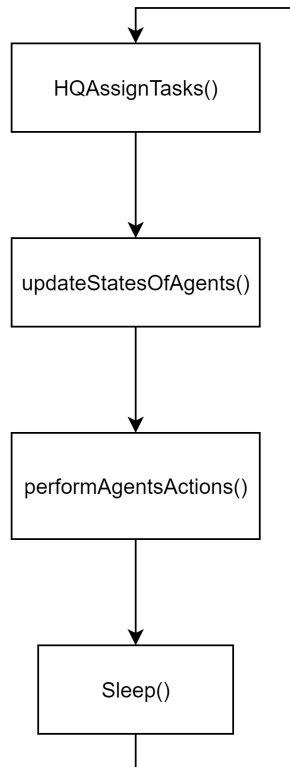 HQAssignTasks()
updateStatesOfAgents()
performAgentsActions()
Sleep()